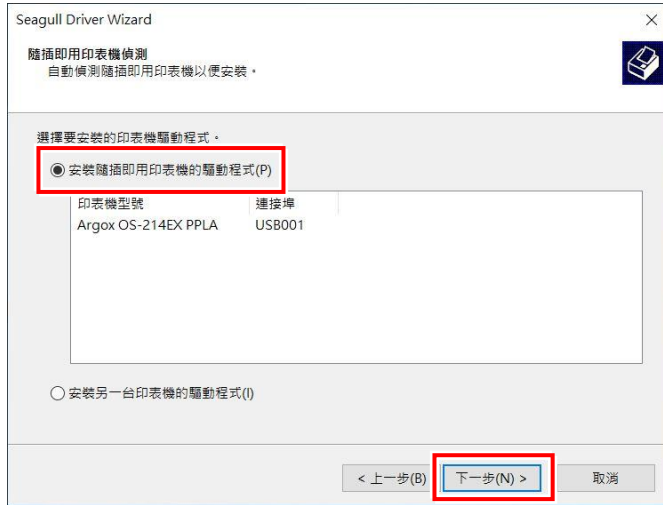 Seagull Driver Wizard
隨插即用印表機偵測
自動偵測隨插即用印表機以便安裝。
選擇要安裝的印表機驅動程式。
安裝隨插即用印表機的驅動程式(P)
印表機型號 連接埠
Argox OS-214EX PPLA USB001
安裝另一台印表機的驅動程式(I)
< 上一步(B) 下一步(N) > 取消